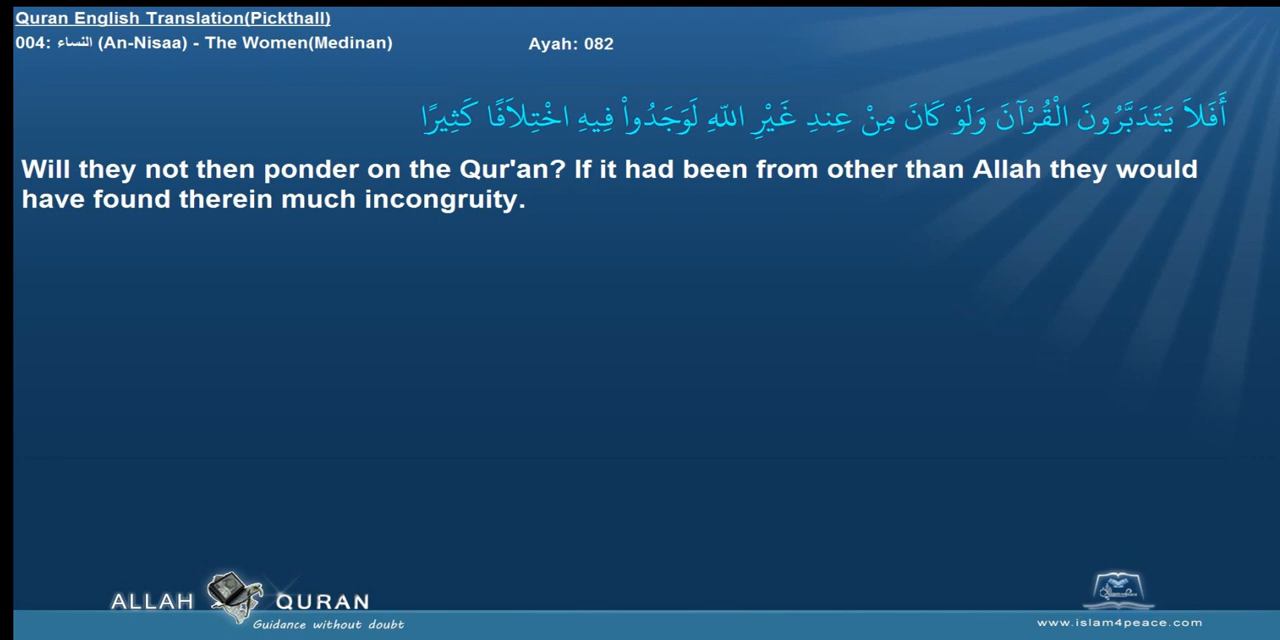 Quran English Translation(Pickthall)
004: النساء (An-Nisaa) - The Women(Medinan)
Ayah: 082
أَفَلاَ يَتَدَبَّرُونَ الْقُرْآنَ وَلَوْ كَانَ مِنْ عِندِ غَيْرِ اللّهِ لَوَجَدُواْ فِيهِ اخْتِلاَفًا كَثِيرًا
Will they not then ponder on the Qur'an? If it had been from other than Allah they would
have found therein much incongruity.
ALLAH QURAN
Guidance without doubt
www.islam4peace.com